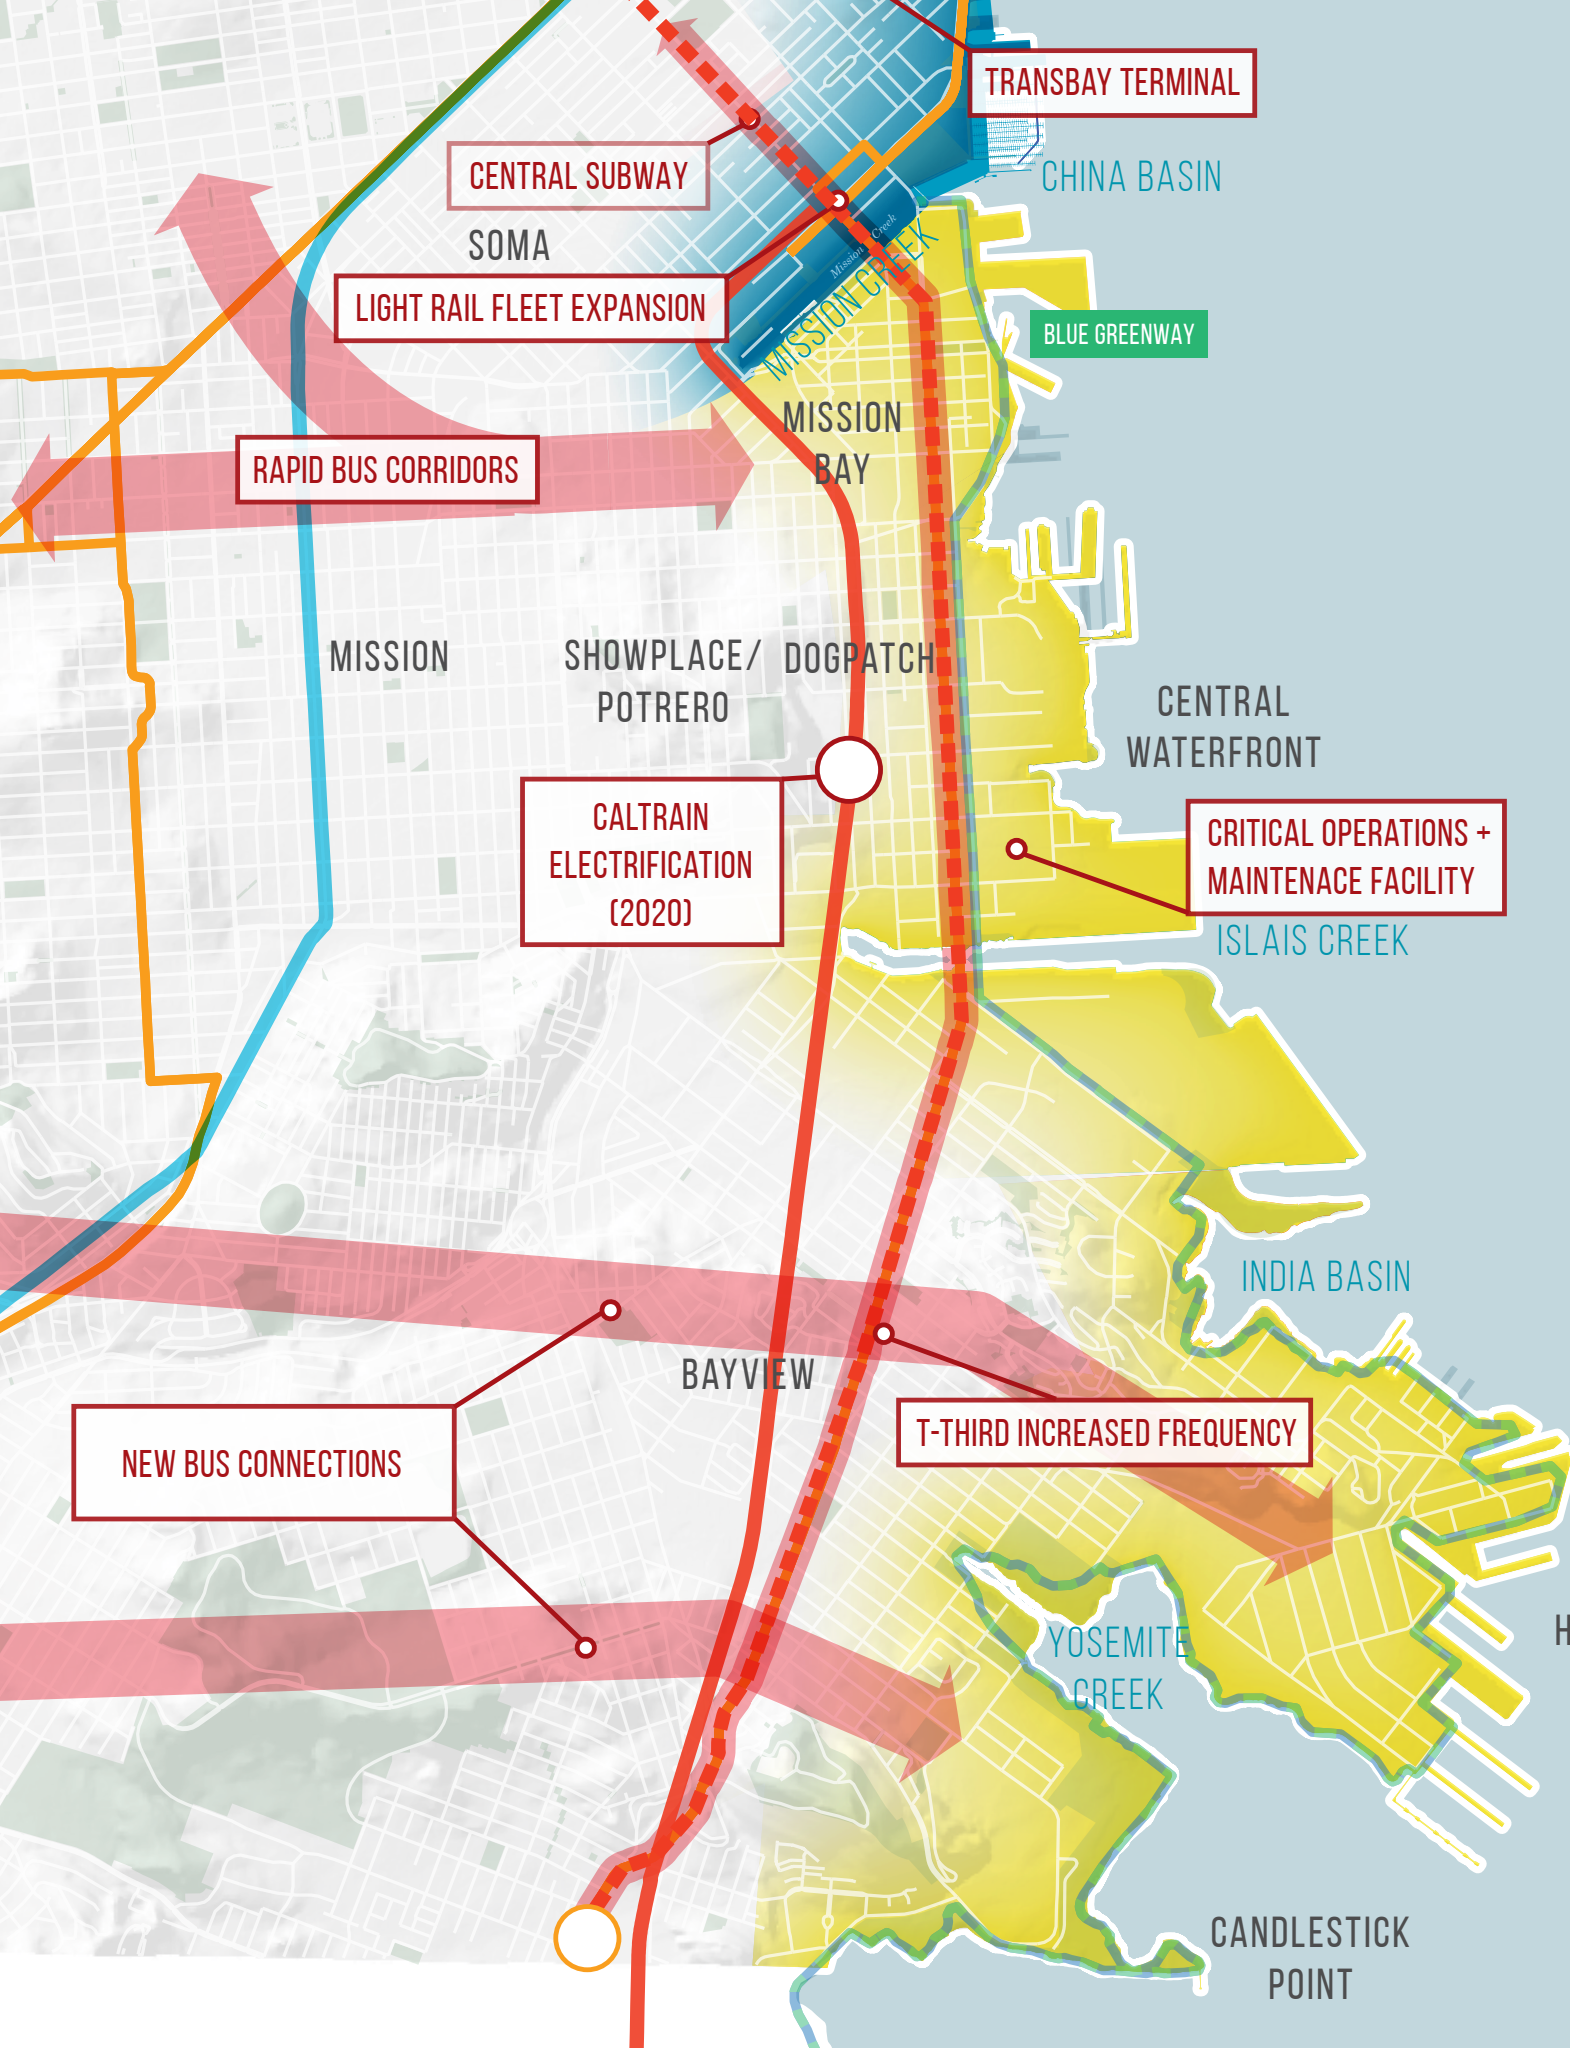 TRANSBAY TERMINAL
CENTRAL SUBWAY
CHINA BASIN
SOMA
Mission Creek
MISSION CREEK
LIGHT RAIL FLEET EXPANSION
BLUE GREENWAY
MISSION
BAY
RAPID BUS CORRIDORS
MISSION
SHOWPLACE/
POTRERO
DOGPATCH
CENTRAL
WATERFRONT
CALTRAIN
ELECTRIFICATION
(2020)
CRITICAL OPERATIONS +
MAINTENACE FACILITY
ISLAIS CREEK
INDIA BASIN
BAYVIEW
T-THIRD INCREASED FREQUENCY
NEW BUS CONNECTIONS
YOSEMITE
CREEK
CANDLESTICK
POINT